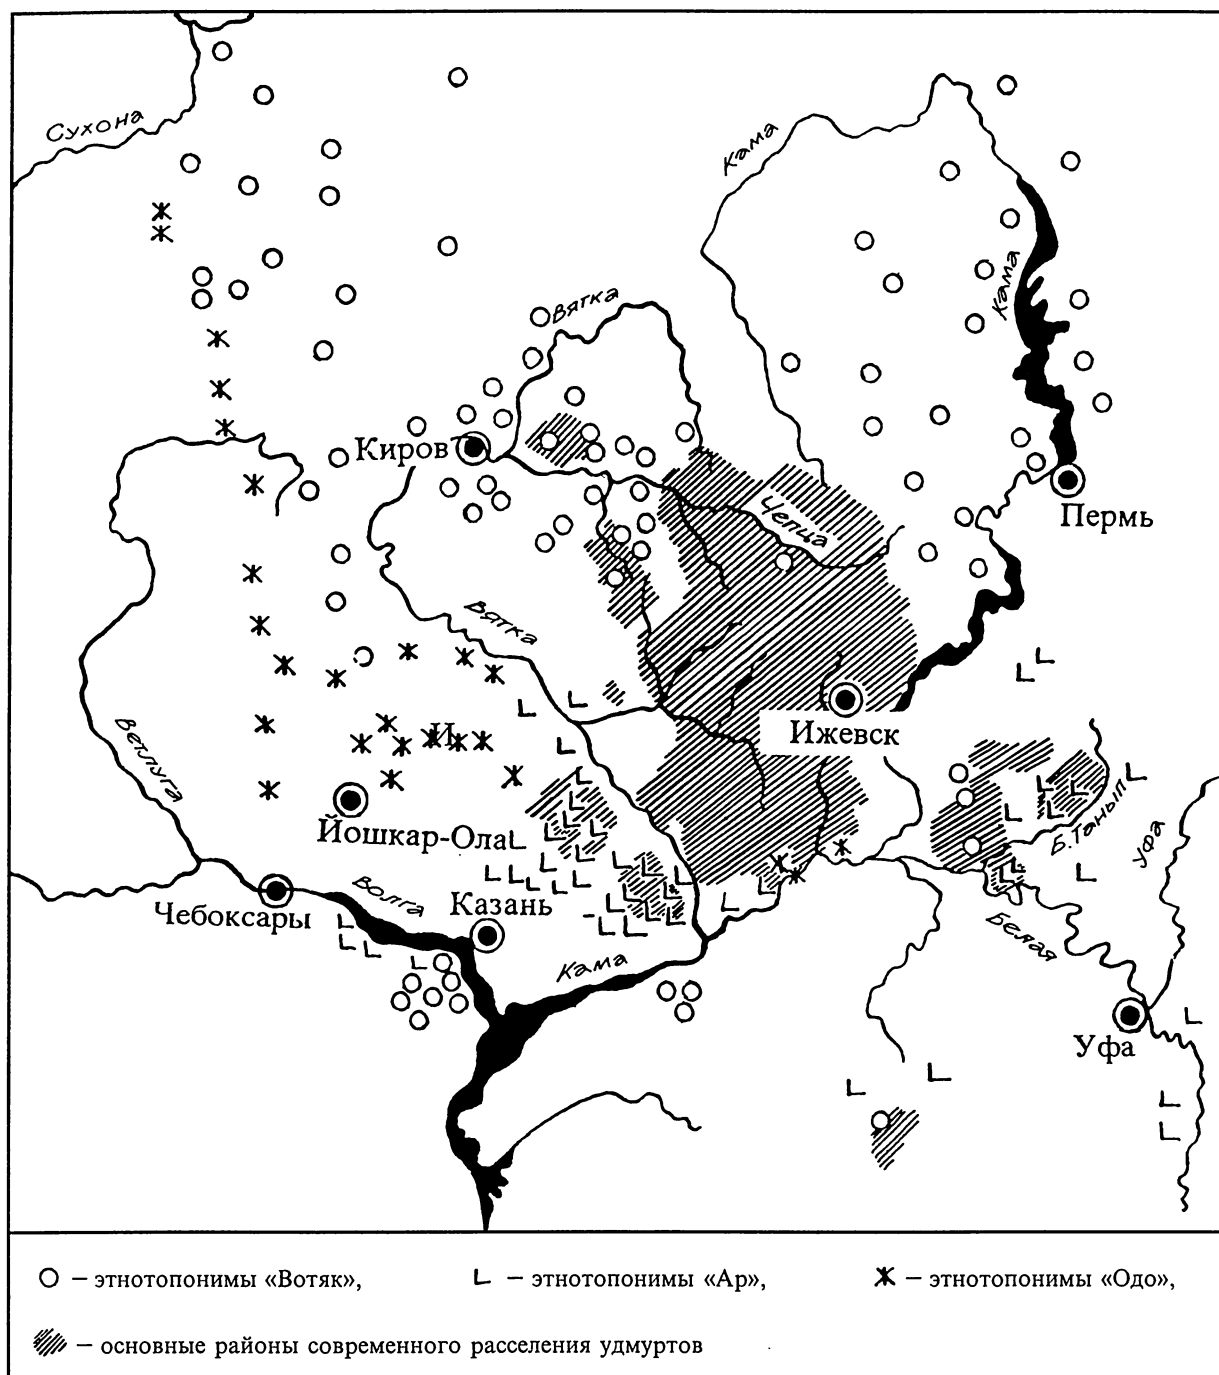 Сухона
Кама
Кама
Вятка
Киров
Чепца
Пермь
Вятка
Ветлуга
И
Ижевск
Йошкар-Ола
Б. Танып
Уфа
Чебоксары
Волга
Казань
Кама
Белая
Уфа
– этнотопонимы «Вотяк»,
– этнотопонимы «Ар»,
– этнотопонимы «Одо»,
– основные районы современного расселения удмуртов